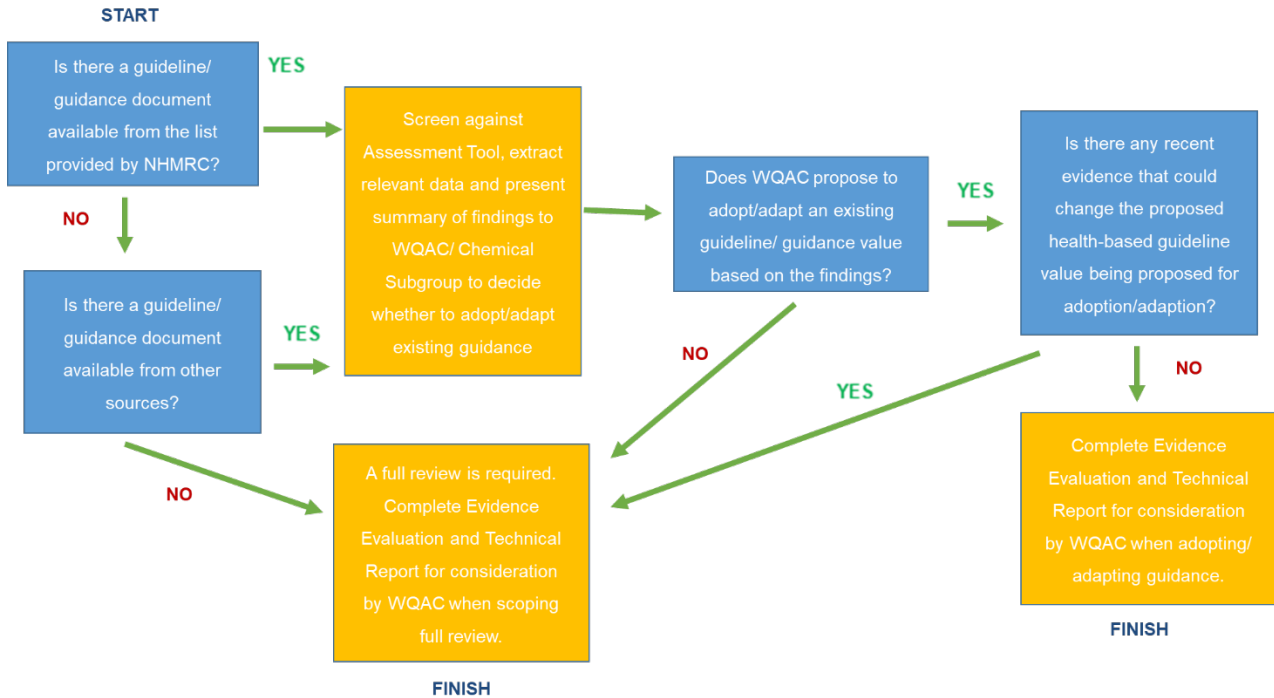 START
Is there a guideline/
guidance document
available from the list
provided by NHMRC?
YES
NO
Is there a guideline/
guidance document
available from other
sources?
YES
NO
Screen against
Assessment Tool, extract
relevant data and present
summary of findings to
WQAC/ Chemical
Subgroup to decide
whether to adopt/adapt
existing guidance
Does WQAC propose to
adopt/adapt an existing
guideline/ guidance value
based on the findings?
YES
NO
Is there any recent
evidence that could
change the proposed
health-based guideline
value being proposed for
adoption/adaption?
YES
NO
A full review is required.
Complete Evidence
Evaluation and Technical
Report for consideration
by WQAC when scoping
full review.
FINISH
Complete Evidence
Evaluation and Technical
Report for consideration
by WQAC when adopting/
adapting guidance.
FINISH